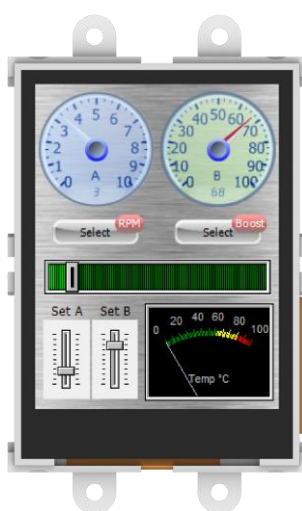 0 1 2 3 4 5 6 7 8 9 10
A
3
0 10 20 30 40 50 60 70 80 90 100
B
68
Select RPM
Select Boost
Set A Set B
0 20 40 60 80 100
Temp °C